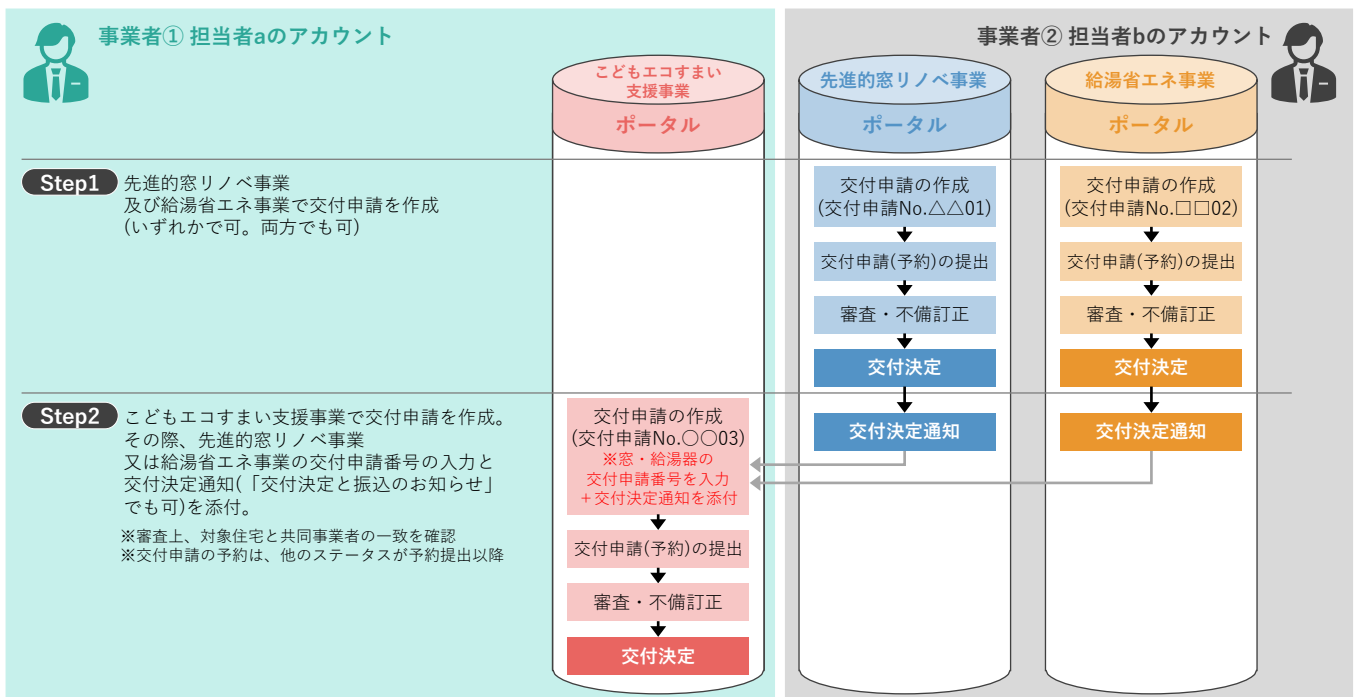 事業者① 担当者aのアカウント
事業者② 担当者bのアカウント
こどもエコすまい
支援事業
ポータル
先進的窓リノベ事業
ポータル
給湯省エネ事業
ポータル
Step1
先進的窓リノベ事業
及び給湯省エネ事業で交付申請を作成
(いずれかで可。両方でも可)
交付申請の作成
(交付申請No.△△01)
交付申請(予約)の提出
審査・不備訂正
交付決定
交付申請の作成
(交付申請No.□□02)
交付申請(予約)の提出
審査・不備訂正
交付決定
Step2
こどもエコすまい支援事業で交付申請を作成。
その際、先進的窓リノベ事業
又は給湯省エネ事業の交付申請番号の入力と
交付決定通知(「交付決定と振込のお知らせ」
でも可)を添付。
※審査上、対象住宅と共同事業者の一致を確認
※交付申請の予約は、他のステータスが予約提出以降
交付申請の作成
(交付申請No.○○03)
※窓・給湯器の
交付申請番号を入力
＋交付決定通知を添付
交付申請(予約)の提出
審査・不備訂正
交付決定
交付決定通知
交付決定通知